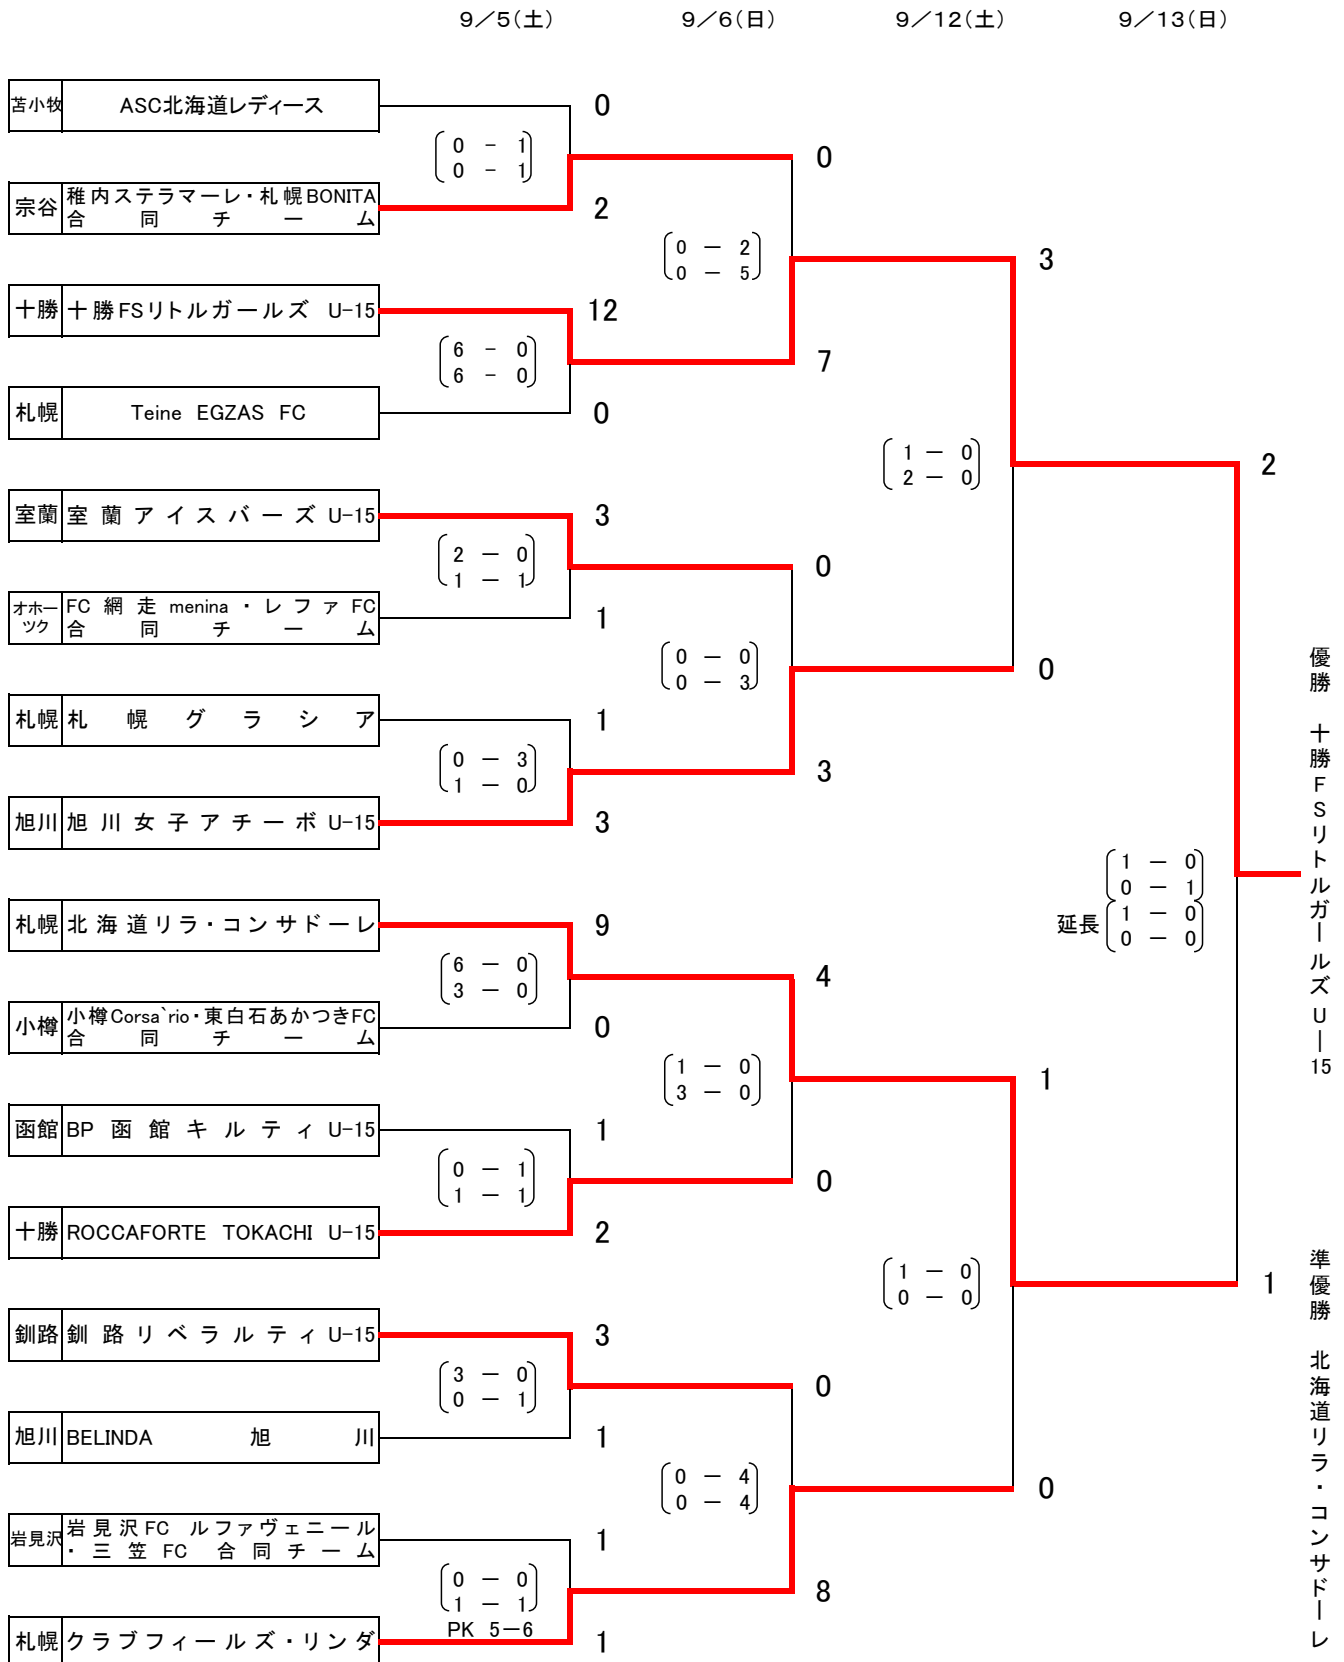 9／5(土) 9／6(日) 9／12(土) 9／13(日)
苫小牧 ASC北海道レディース 0
0 - 1
0 - 1
0
宗谷 稚内ステラマーレ・札幌BONITA
合同チーム
2
0 － 2
0 － 5
3
十勝 十勝FSリトルガールズ U-15 12
6 - 0
6 - 0
7
札幌 Teine EGZAS FC 0
1 － 0
2 － 0
2
室蘭 室蘭アイスバーズU-15 3
2 － 0
1 － 1
0
オホー
ツク
FC網走menina・レファFC
合同チーム
1
0 － 0
0 － 3
0
札幌 札幌グラシア 1
0 － 3
1 － 0
3
旭川 旭川女子アチーボU-15 3
1 － 0
0 － 1
延長
1 － 0
0 － 0
優勝 十勝FSリトルガールズU－15
札幌 北海道リラ・コンサドーレ 9
6 － 0
3 － 0
4
小樽 小樽Corsa`rio・東白石あかつきFC
合同チーム
0
1 － 0
3 － 0
1
函館 BP函館キルティU-15 1
0 － 1
1 － 1
0
十勝 ROCCAFORTE TOKACHI U-15 2
1 － 0
0 － 0
1
準優勝 北海道リラ・コンサドーレ
釧路 釧路リベラルティU-15 3
3 － 0
0 － 1
0
旭川 BELINDA 旭川 1
0 － 4
0 － 4
0
岩見沢 岩見沢FC ルファヴェニール
・三笠FC 合同チーム
1
0 － 0
1 － 1
PK 5－6
8
札幌 クラブフィールズ・リンダ 1